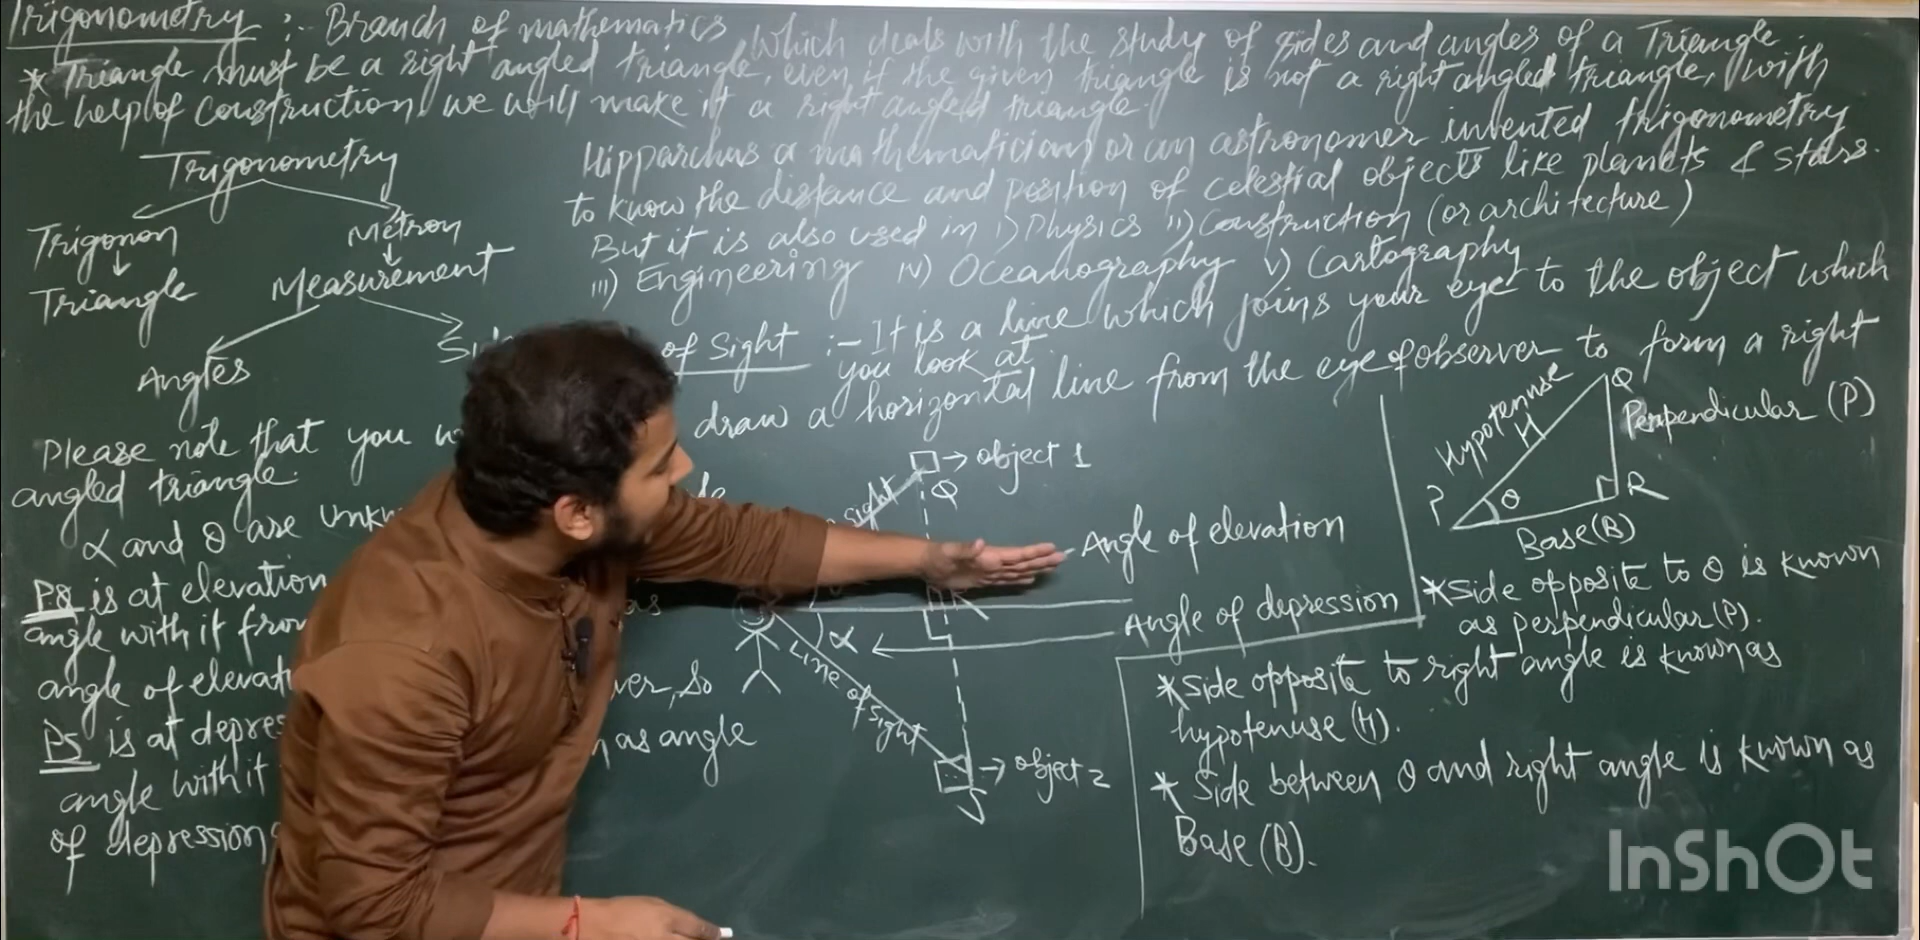 Trigonometry :- Branch of mathematics which deals with the study of sides and angles of a Triangle.
* Triangle must be a right angled triangle, even if the given triangle is not a right angled triangle, with
the help of construction we will make it a right angled triangle.
Trigonometry
Trigonon
Metron
Triangle
Measurement
Angles
Hipparchus a mathematician or an astronomer invented trigonometry
to know the distance and position of celestial objects like planets & stars.
But it is also used in i) Physics ii) Construction (or architecture)
iii) Engineering iv) Oceanography v) Cartography
of Sight :- It is a line which joins your eye to the object which
you look at.
Please note that you
draw a horizontal line from the eye of observer to form a right
angled triangle.
α and θ are
PQ is at elevation
angle with it from
as
angle of
PS is at
so
angle with it
as angle
of depression
object 1
Q
sight
Angle of elevation
Angle of depression
α
Line of sight
object 2
S
Hypotenuse
H
Q
Perpendicular (P)
P
θ
R
Base (B)
* Side opposite to θ is known
as perpendicular (P).
* Side opposite to right angle is known as
hypotenuse (H).
* Side between θ and right angle is known as
Base (B).
InShOt